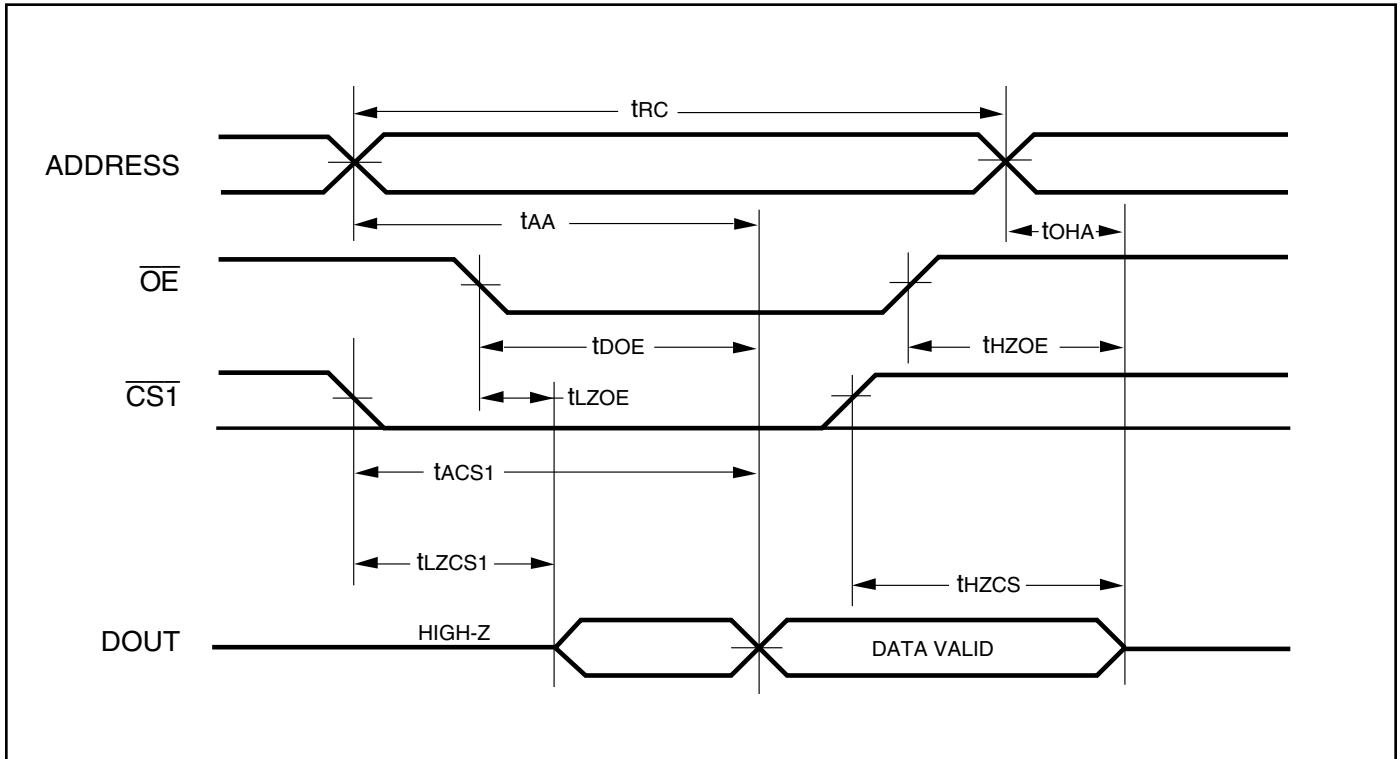 tRC
ADDRESS
tAA
tOHA
OE
tDOE
tHZOE
CS1
tLZOE
tACS1
tLZCS1
tHZCS
HIGH-Z
DOUT
DATA VALID